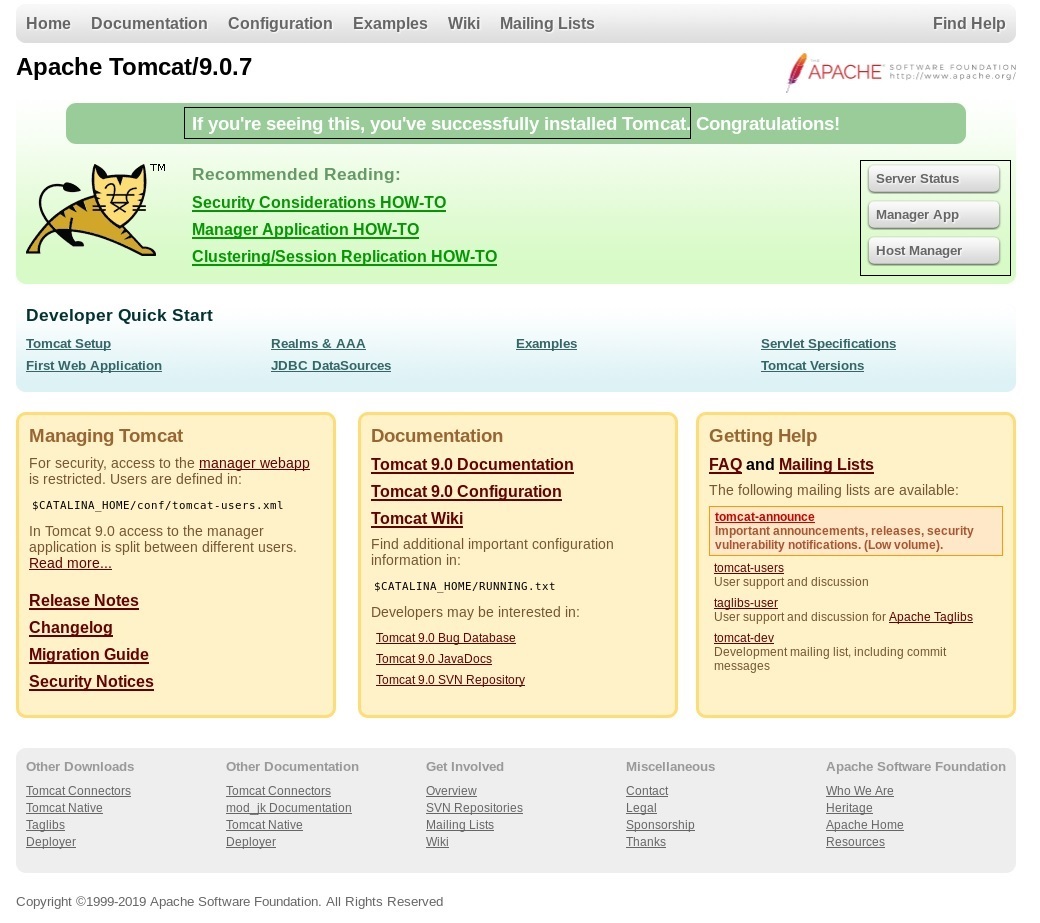 Home Documentation Configuration Examples Wiki Mailing Lists Find Help
Apache Tomcat/9.0.7
THE APACHE SOFTWARE FOUNDATION
http://www.apache.org/
If you're seeing this, you've successfully installed Tomcat. Congratulations!
TM
Recommended Reading:
Security Considerations HOW-TO
Manager Application HOW-TO
Clustering/Session Replication HOW-TO
Server Status
Manager App
Host Manager
Developer Quick Start
Tomcat Setup
First Web Application
Realms & AAA
JDBC DataSources
Examples
Servlet Specifications
Tomcat Versions
Managing Tomcat
For security, access to the manager webapp
is restricted. Users are defined in:
$CATALINA_HOME/conf/tomcat-users.xml
In Tomcat 9.0 access to the manager
application is split between different users.
Read more...
Release Notes
Changelog
Migration Guide
Security Notices
Documentation
Tomcat 9.0 Documentation
Tomcat 9.0 Configuration
Tomcat Wiki
Find additional important configuration
information in:
$CATALINA_HOME/RUNNING.txt
Developers may be interested in:
Tomcat 9.0 Bug Database
Tomcat 9.0 JavaDocs
Tomcat 9.0 SVN Repository
Getting Help
FAQ and Mailing Lists
The following mailing lists are available:
tomcat-announce
Important announcements, releases, security
vulnerability notifications. (Low volume).
tomcat-users
User support and discussion
taglibs-user
User support and discussion for Apache Taglibs
tomcat-dev
Development mailing list, including commit
messages
Other Downloads
Tomcat Connectors
Tomcat Native
Taglibs
Deployer
Other Documentation
Tomcat Connectors
mod_jk Documentation
Tomcat Native
Deployer
Get Involved
Overview
SVN Repositories
Mailing Lists
Wiki
Miscellaneous
Contact
Legal
Sponsorship
Thanks
Apache Software Foundation
Who We Are
Heritage
Apache Home
Resources
Copyright ©1999-2019 Apache Software Foundation. All Rights Reserved